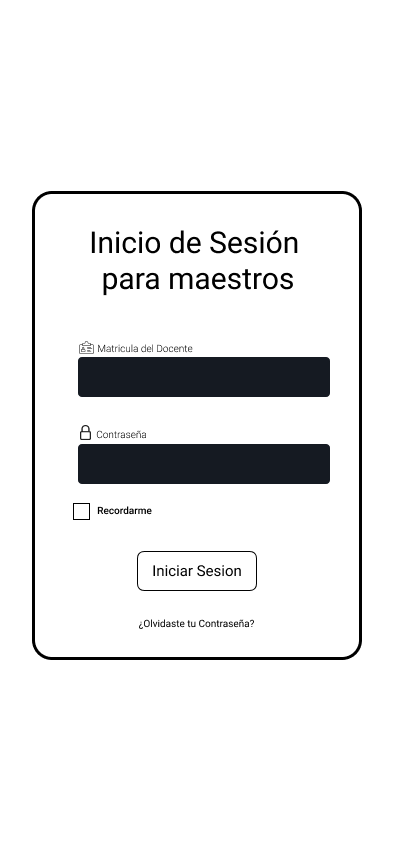 Inicio de Sesión
para maestros
Matricula del Docente
Contraseña
Recordarme
Iniciar Sesion
¿Olvidaste tu Contraseña?